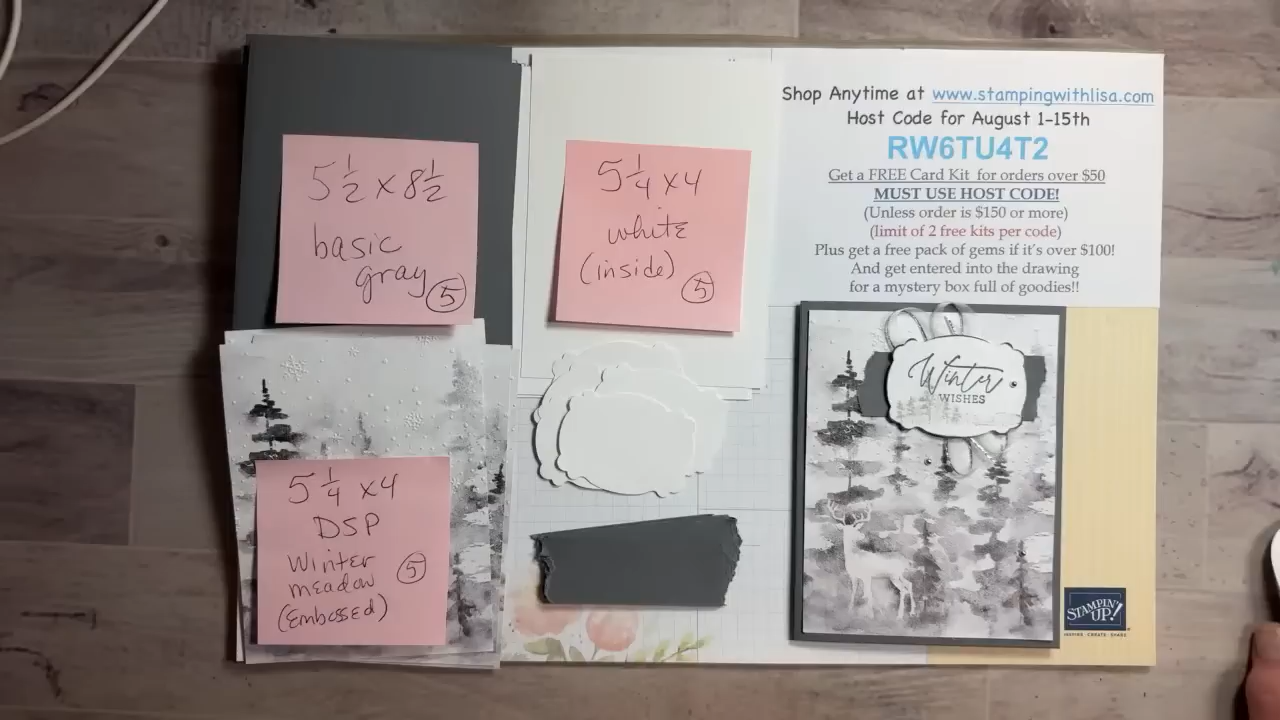 5 1/2 x 8 1/2
basic
gray 5
5 1/4 x 4
white
(inside) 5
Shop Anytime at www.stampingwithlisa.com
Host Code for August 1-15th
RW6TU4T2
Get a FREE Card Kit for orders over $50
MUST USE HOST CODE!
(Unless order is $150 or more)
(limit of 2 free kits per code)
Plus get a free pack of gems if it's over $100!
And get entered into the drawing
for a mystery box full of goodies!!
Winter
WISHES
5 1/4 x 4
DSP
Winter
meadow 5
(Embossed)
STAMPIN'
UP!
INSPIRE. CREATE. SHARE.